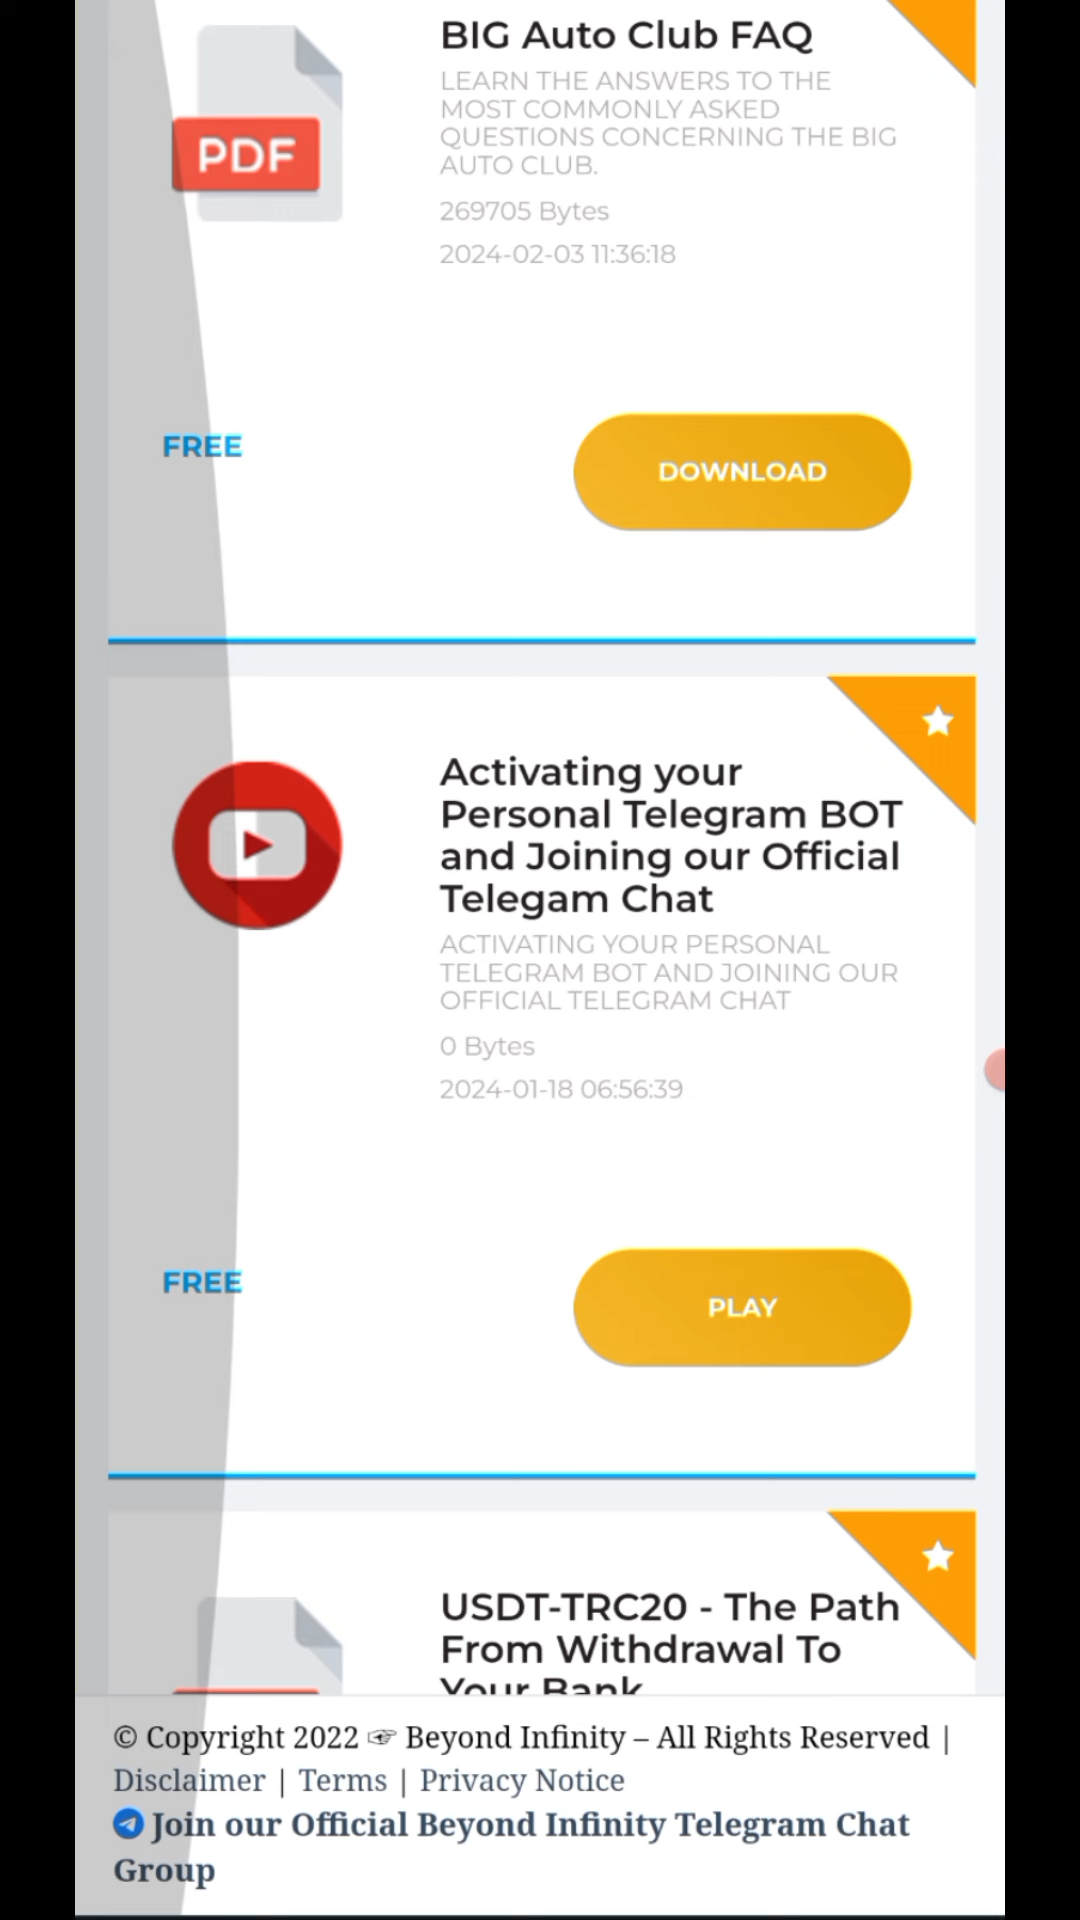 BIG Auto Club FAQ
LEARN THE ANSWERS TO THE
MOST COMMONLY ASKED
QUESTIONS CONCERNING THE BIG
AUTO CLUB.
PDF
269705 Bytes
2024-02-03 11:36:18
FREE
DOWNLOAD
Activating your
Personal Telegram BOT
and Joining our Official
Telegam Chat
ACTIVATING YOUR PERSONAL
TELEGRAM BOT AND JOINING OUR
OFFICIAL TELEGRAM CHAT
0 Bytes
2024-01-18 06:56:39
FREE
PLAY
USDT-TRC20 - The Path
From Withdrawal To
Your Bank
© Copyright 2022 ☞ Beyond Infinity – All Rights Reserved |
Disclaimer | Terms | Privacy Notice
Join our Official Beyond Infinity Telegram Chat
Group